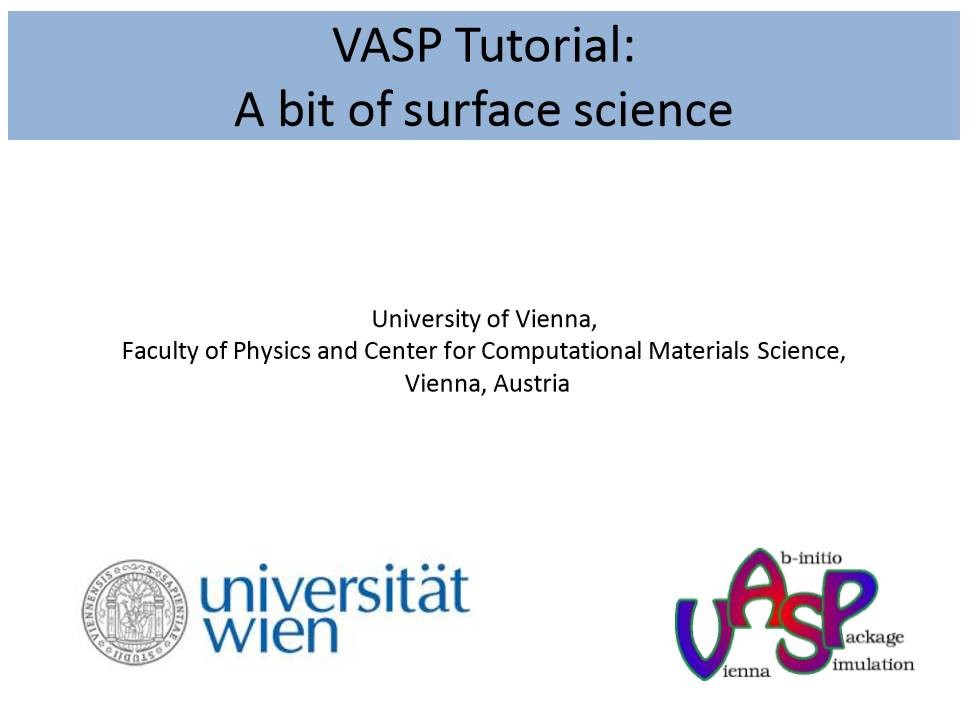 VASP Tutorial:
A bit of surface science
University of Vienna,
Faculty of Physics and Center for Computational Materials Science,
Vienna, Austria
universität
wien
VASP
b-initio
ackage
ienna
imulation